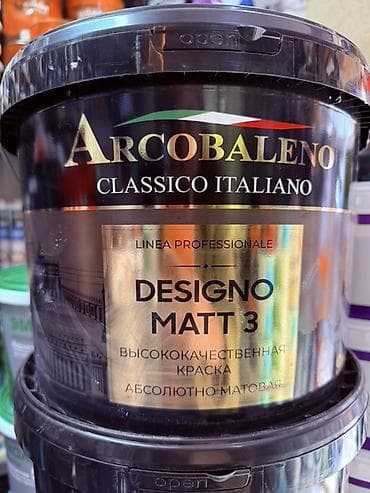 open
ARCOBALENO
CLASSICO ITALIANO
LINEA PROFESSIONALE
DESIGNO
MATT 3
ВЫСОКОКАЧЕСТВЕННАЯ
КРАСКА
АБСОЛЮТНО МАТОВАЯ
open